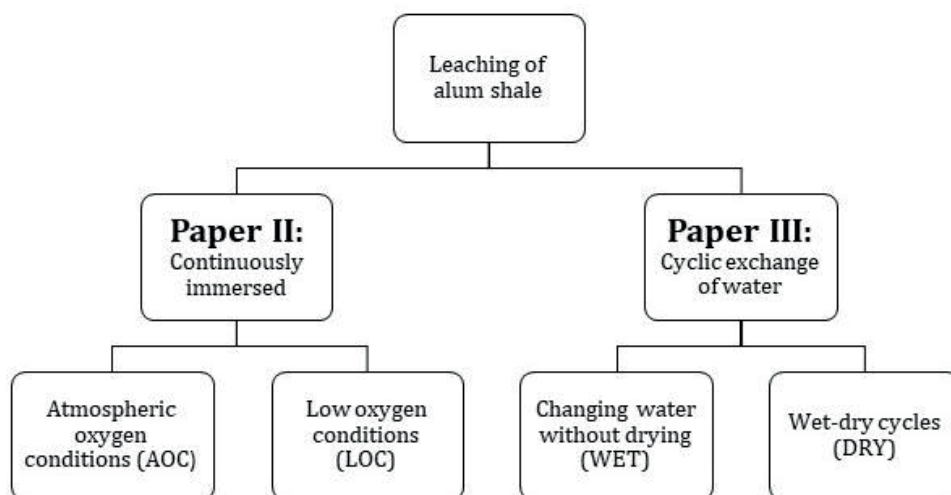 Leaching of
alum shale
Paper II:
Continuously
immersed
Paper III:
Cyclic exchange
of water
Atmospheric
oxygen
conditions (AOC)
Low oxygen
conditions
(LOC)
Changing water
without drying
(WET)
Wet-dry cycles
(DRY)